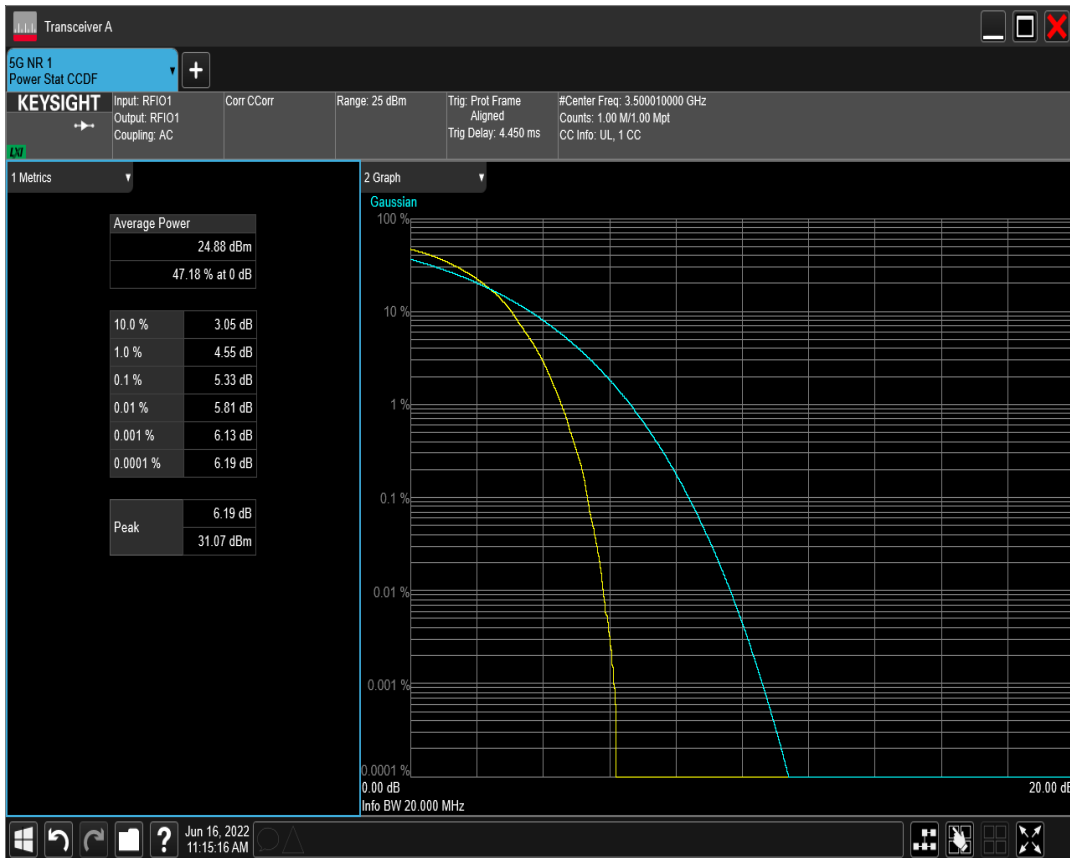 Transceiver A
5G NR 1
Power Stat CCDF
+
KEYSIGHT
LXI
Input: RFIO1
Output: RFIO1
Coupling: AC
Corr CCorr
Range: 25 dBm
Trig: Prot Frame
Aligned
Trig Delay: 4.450 ms
#Center Freq: 3.500010000 GHz
Counts: 1.00 M/1.00 Mpt
CC Info: UL, 1 CC
1 Metrics
Average Power
24.88 dBm
47.18 % at 0 dB
10.0 % 3.05 dB
1.0 % 4.55 dB
0.1 % 5.33 dB
0.01 % 5.81 dB
0.001 % 6.13 dB
0.0001 % 6.19 dB
Peak
6.19 dB
31.07 dBm
2 Graph
Gaussian
100 %
10 %
1 %
0.1 %
0.01 %
0.001 %
0.0001 %
0.00 dB 20.00 dB
Info BW 20.000 MHz
?
Jun 16, 2022
11:15:16 AM